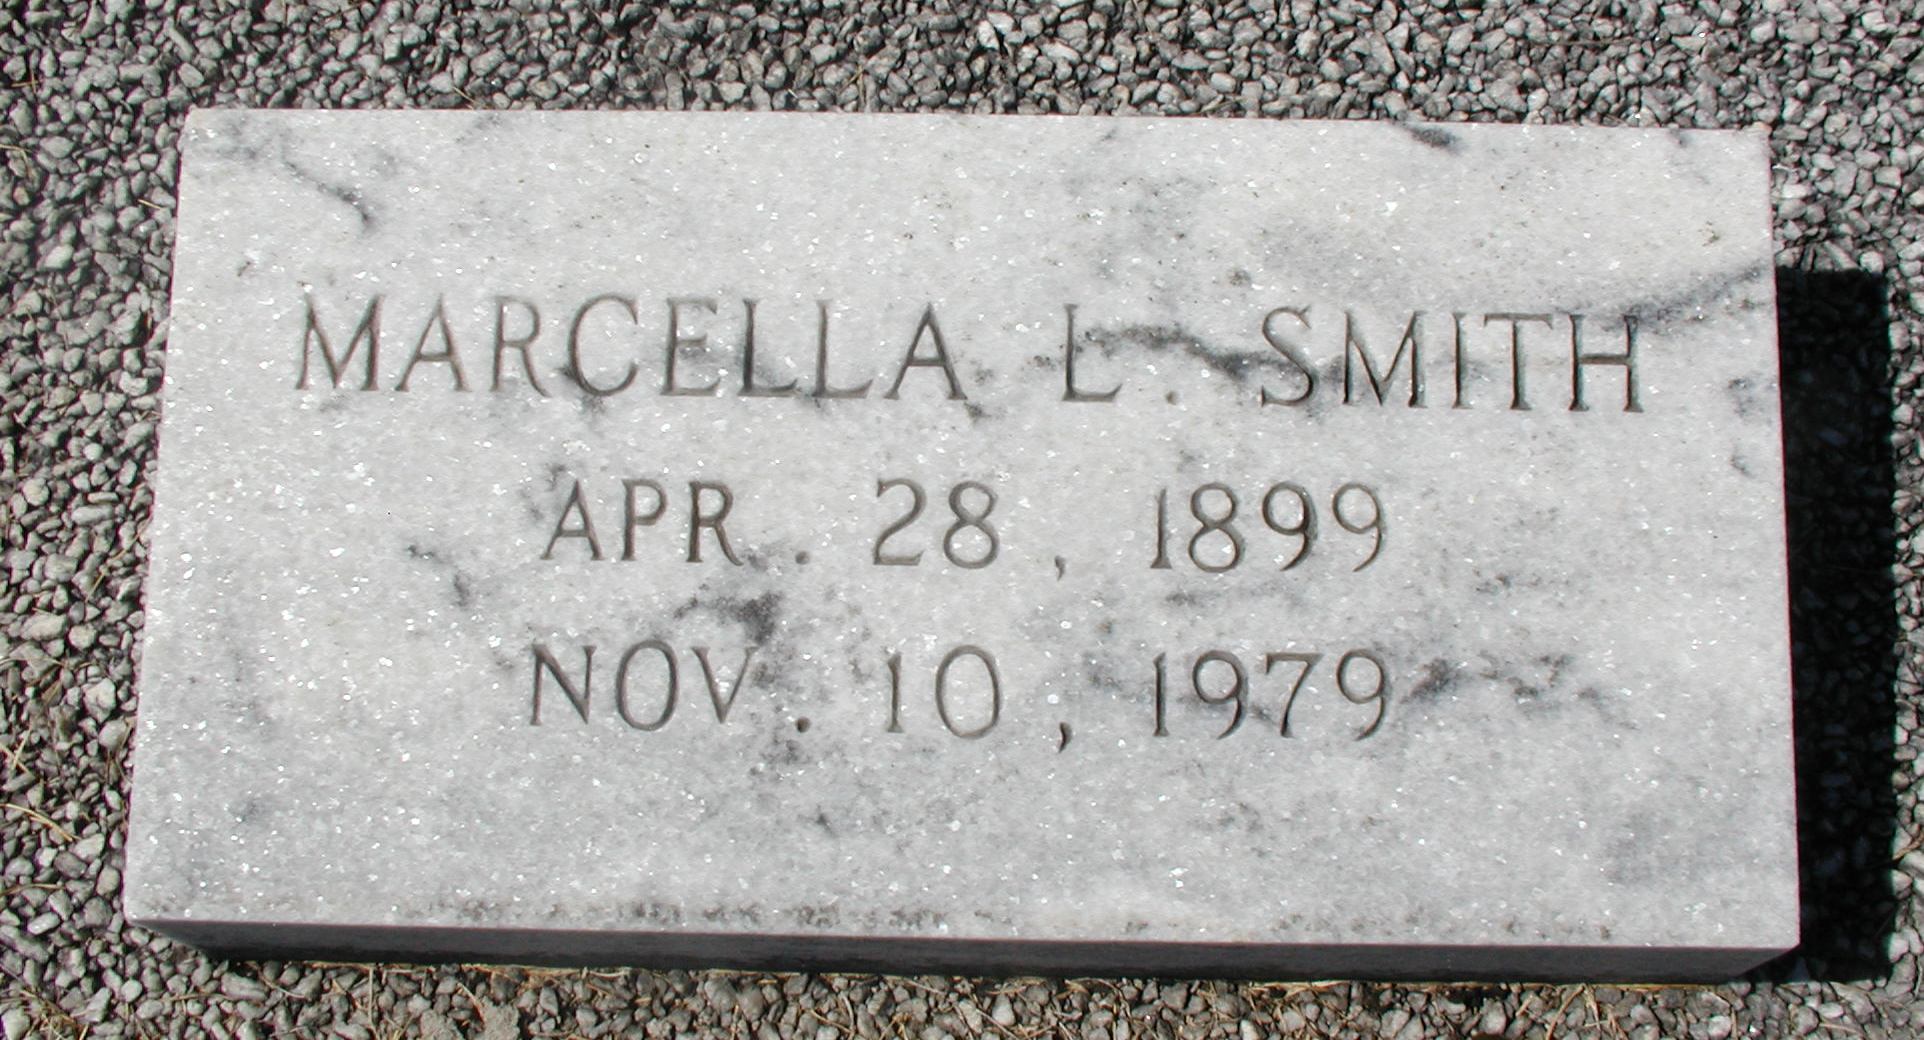 MARCELLA L. SMITH
APR. 28, 1899
NOV. 10, 1979